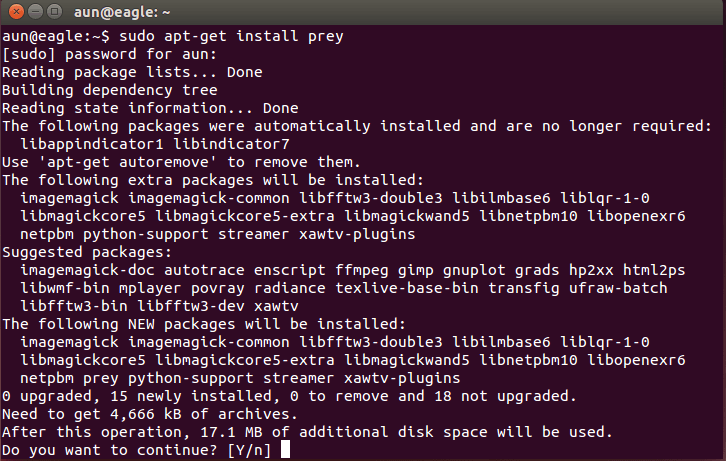 aun@eagle: ~
aun@eagle:~$ sudo apt-get install prey
[sudo] password for aun:
Reading package lists... Done
Building dependency tree
Reading state information... Done
The following packages were automatically installed and are no longer required:
  libappindicator1 libindicator7
Use 'apt-get autoremove' to remove them.
The following extra packages will be installed:
  imagemagick imagemagick-common libfftw3-double3 libilmbase6 liblqr-1-0
  libmagickcore5 libmagickcore5-extra libmagickwand5 libnetpbm10 libopenexr6
  netpbm python-support streamer xawtv-plugins
Suggested packages:
  imagemagick-doc autotrace enscript ffmpeg gimp gnuplot grads hp2xx html2ps
  libwmf-bin mplayer povray radiance texlive-base-bin transfig ufraw-batch
  libfftw3-bin libfftw3-dev xawtv
The following NEW packages will be installed:
  imagemagick imagemagick-common libfftw3-double3 libilmbase6 liblqr-1-0
  libmagickcore5 libmagickcore5-extra libmagickwand5 libnetpbm10 libopenexr6
  netpbm prey python-support streamer xawtv-plugins
0 upgraded, 15 newly installed, 0 to remove and 18 not upgraded.
Need to get 4,666 kB of archives.
After this operation, 17.1 MB of additional disk space will be used.
Do you want to continue? [Y/n]